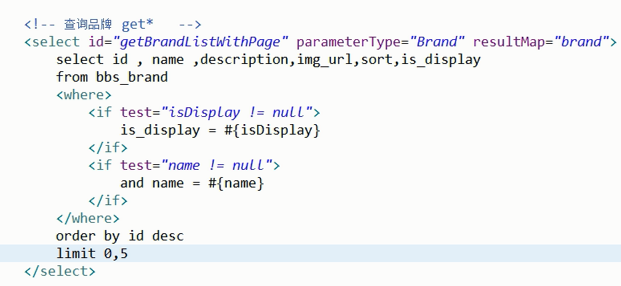 <!-- 查询品牌 get*   -->
<select id="getBrandListWithPage" parameterType="Brand" resultMap="brand">
    select id , name ,description,img_url,sort,is_display
    from bbs_brand
    <where>
        <if test="isDisplay != null">
            is_display = #{isDisplay}
        </if>
        <if test="name != null">
            and name = #{name}
        </if>
    </where>
    order by id desc
    limit 0,5
</select>